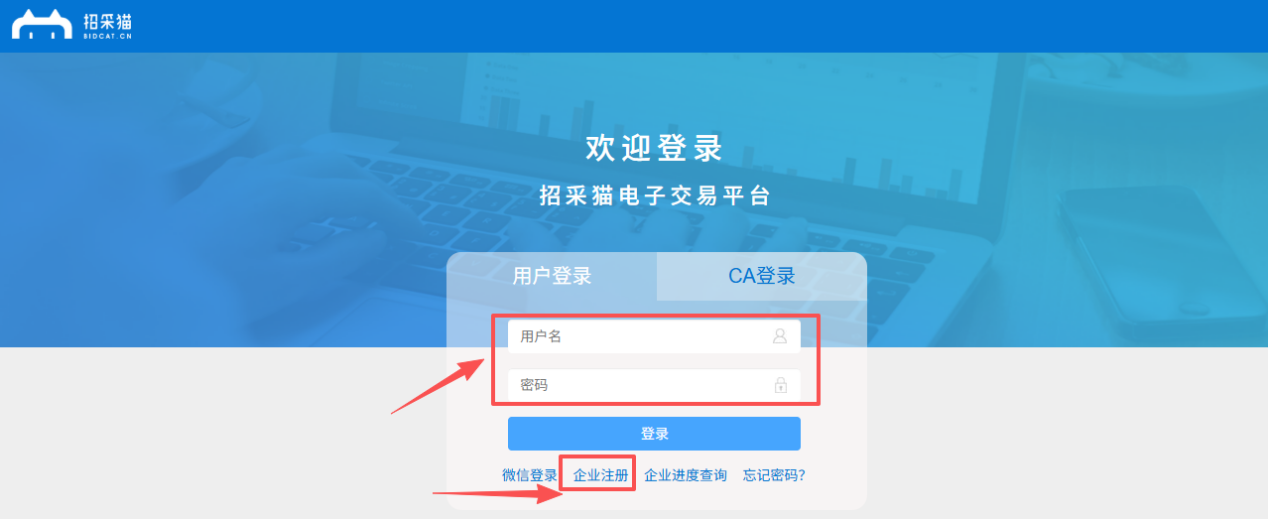 招采猫
BIDCAT.CN
欢迎登录
招采猫电子交易平台
用户登录 CA登录
用户名
密码
登录
微信登录 企业注册 企业进度查询 忘记密码?